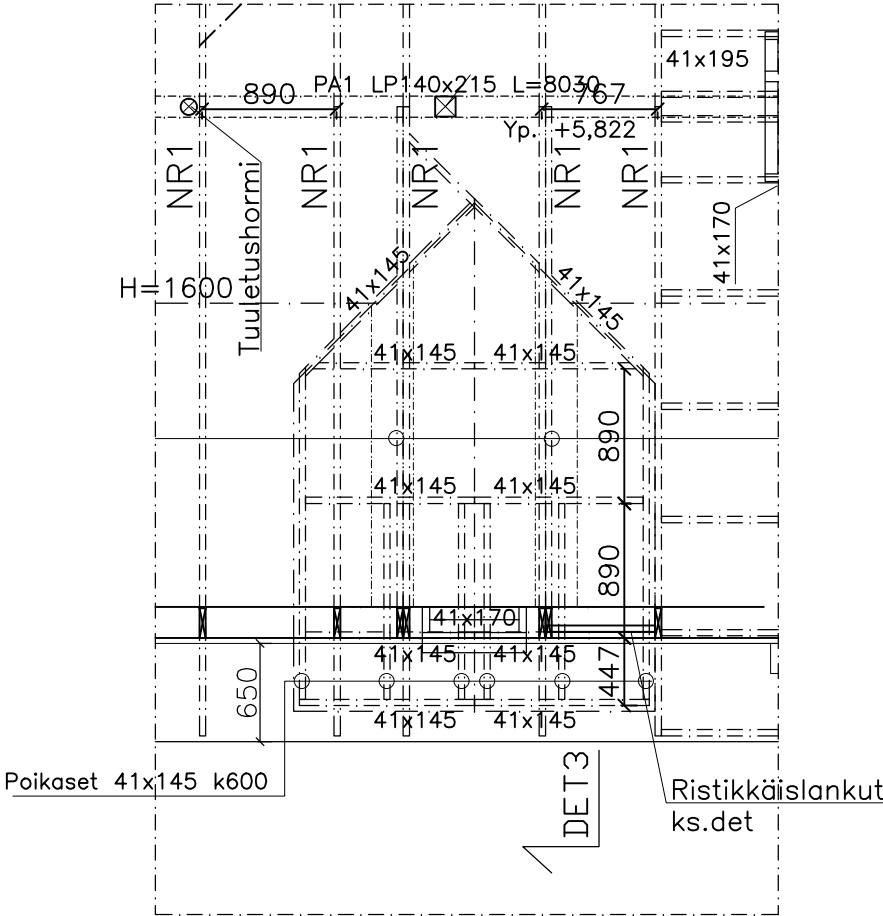 41x195
890
PA1 LP140x215 L=8030
767
Yp. +5,822
NR1
NR1
NR1
NR1
NR1
Tuuletushormi
41x170
H=1600
41x145
41x145
41x145
41x145
890
41x145
41x145
890
41x170
41x145
41x145
447
650
41x145
41x145
Poikaset 41x145 k600
DET3
Ristikkäislankut
ks.det